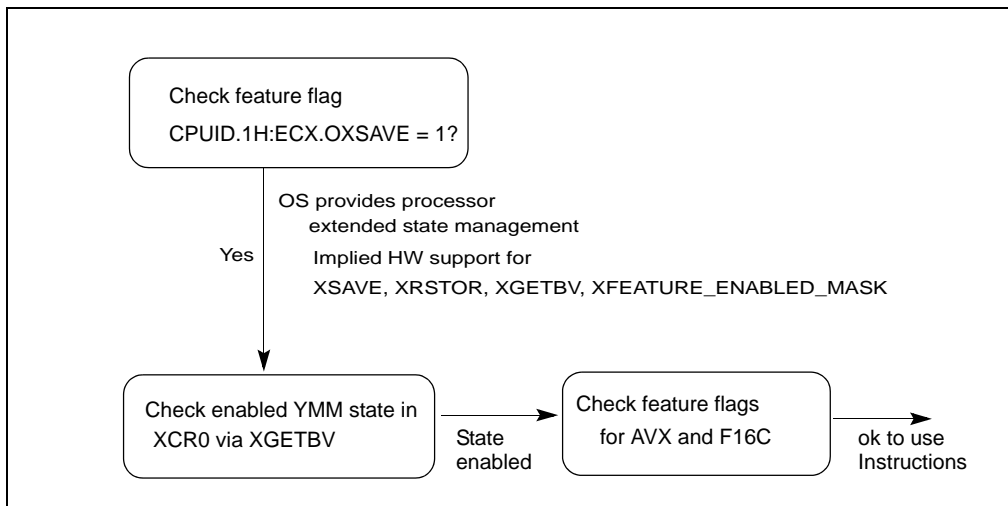 Check feature flag
CPUID.1H:ECX.OXSAVE = 1?
OS provides processor
extended state management
Yes
Implied HW support for
XSAVE, XRSTOR, XGETBV, XFEATURE_ENABLED_MASK
Check enabled YMM state in
XCR0 via XGETBV
State
enabled
Check feature flags
for AVX and F16C
ok to use
Instructions